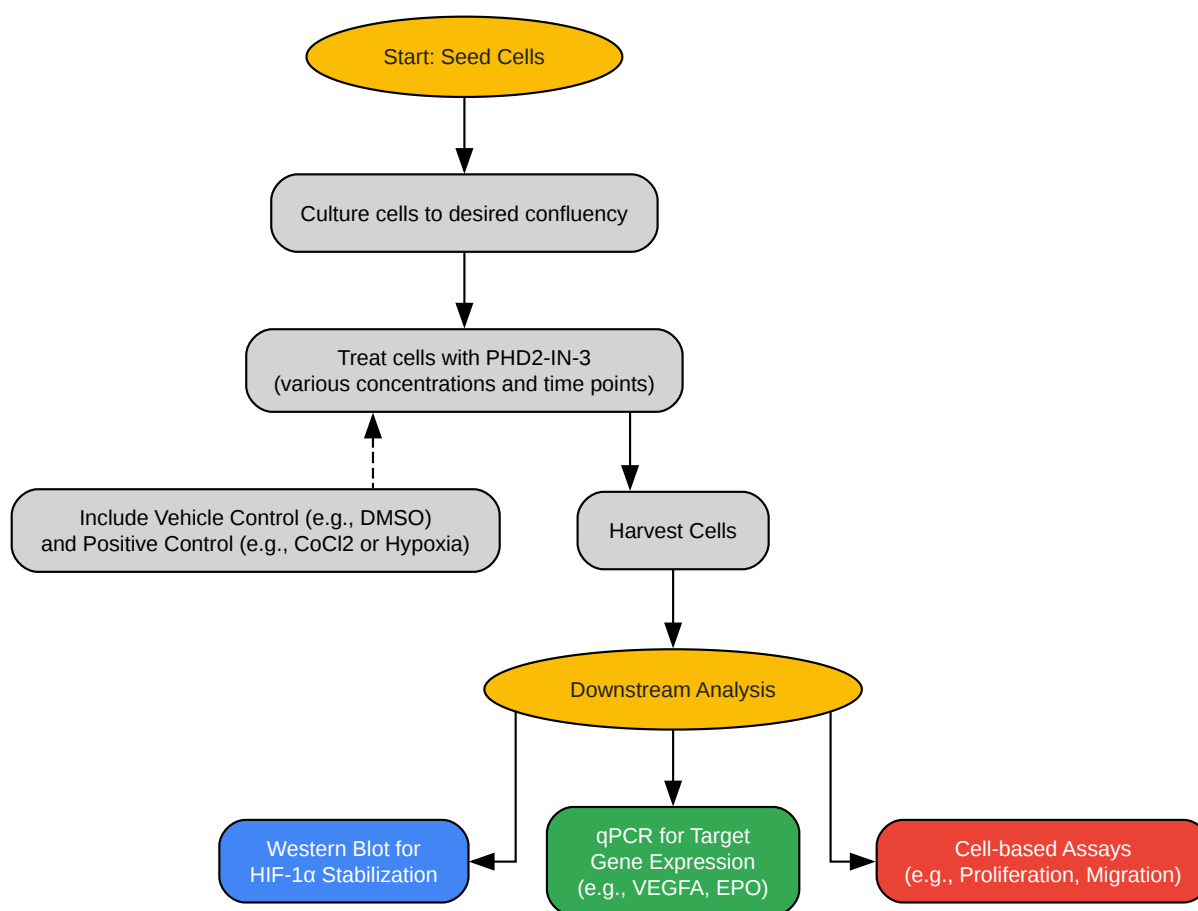 Start: Seed Cells
Culture cells to desired confluency
Treat cells with PHD2-IN-3
(various concentrations and time points)
Include Vehicle Control (e.g., DMSO)
and Positive Control (e.g., CoCl2 or Hypoxia)
Harvest Cells
Downstream Analysis
Western Blot for
HIF-1α Stabilization
qPCR for Target
Gene Expression
(e.g., VEGFA, EPO)
Cell-based Assays
(e.g., Proliferation, Migration)